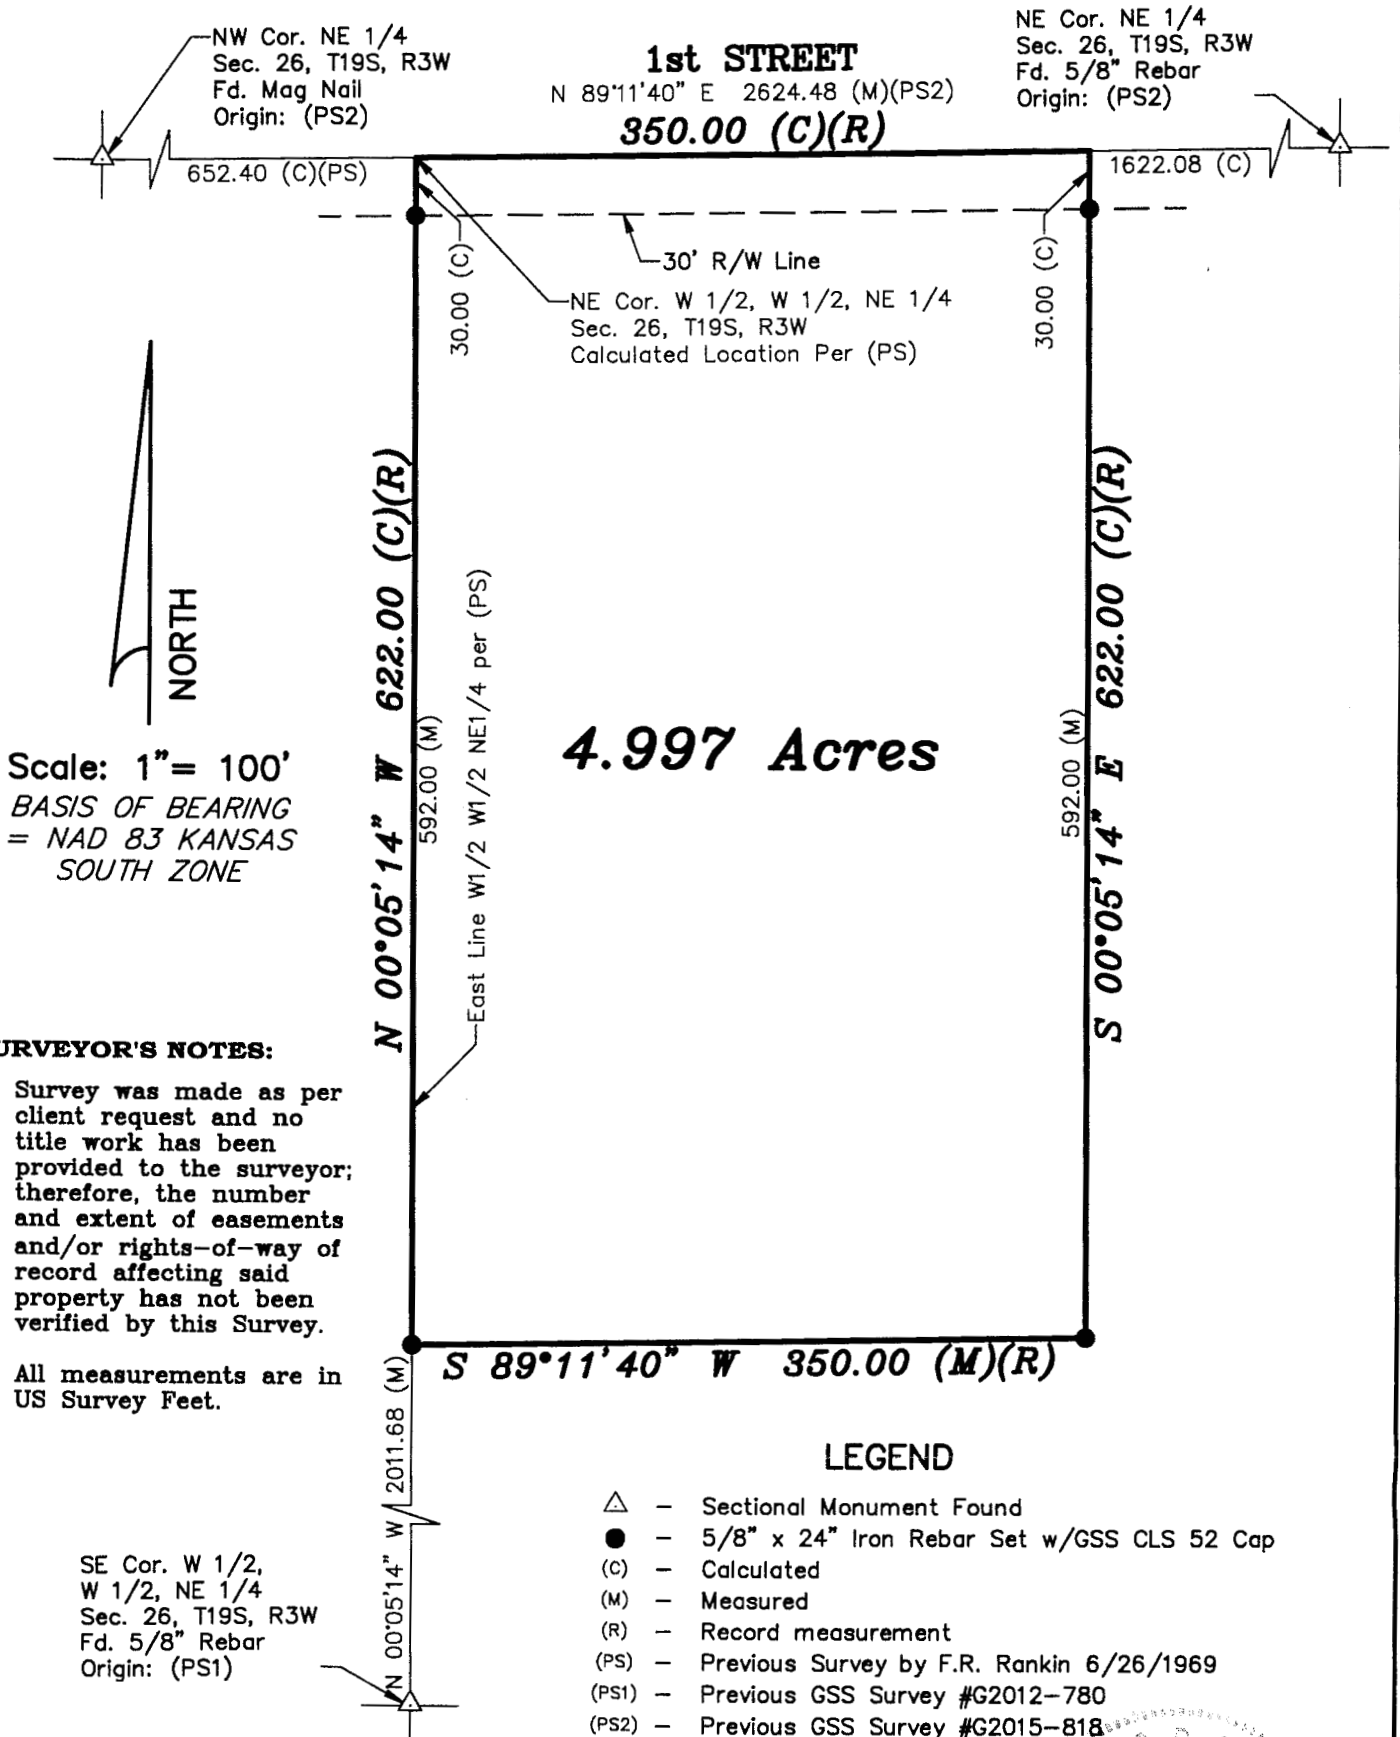 NW Cor. NE 1/4
Sec. 26, T19S, R3W
Fd. Mag Nail
Origin: (PS2)
1st STREET
N 89°11'40" E 2624.48 (M)(PS2)
350.00 (C)(R)
NE Cor. NE 1/4
Sec. 26, T19S, R3W
Fd. 5/8" Rebar
Origin: (PS2)
652.40 (C)(PS)
1622.08 (C)
30.00 (C)
30' R/W Line
30.00 (C)
NE Cor. W 1/2, W 1/2, NE 1/4
Sec. 26, T19S, R3W
Calculated Location Per (PS)
NORTH
N 00°05'14" W 622.00 (C)(R)
592.00 (M)
East Line W1/2 W1/2 NE1/4 per (PS)
4.997 Acres
592.00 (M)
S 00°05'14" E 622.00 (C)(R)
Scale: 1"= 100'
BASIS OF BEARING
= NAD 83 KANSAS
SOUTH ZONE
URVEYOR'S NOTES:
Survey was made as per
client request and no
title work has been
provided to the surveyor;
therefore, the number
and extent of easements
and/or rights-of-way of
record affecting said
property has not been
verified by this Survey.
All measurements are in
US Survey Feet.
S 89°11'40" W 350.00 (M)(R)
N 00°05'14" W 2011.68 (M)
SE Cor. W 1/2,
W 1/2, NE 1/4
Sec. 26, T19S, R3W
Fd. 5/8" Rebar
Origin: (PS1)
LEGEND
△ – Sectional Monument Found
● – 5/8" x 24" Iron Rebar Set w/GSS CLS 52 Cap
(C) – Calculated
(M) – Measured
(R) – Record measurement
(PS) – Previous Survey by F.R. Rankin 6/26/1969
(PS1) – Previous GSS Survey #G2012-780
(PS2) – Previous GSS Survey #G2015-818